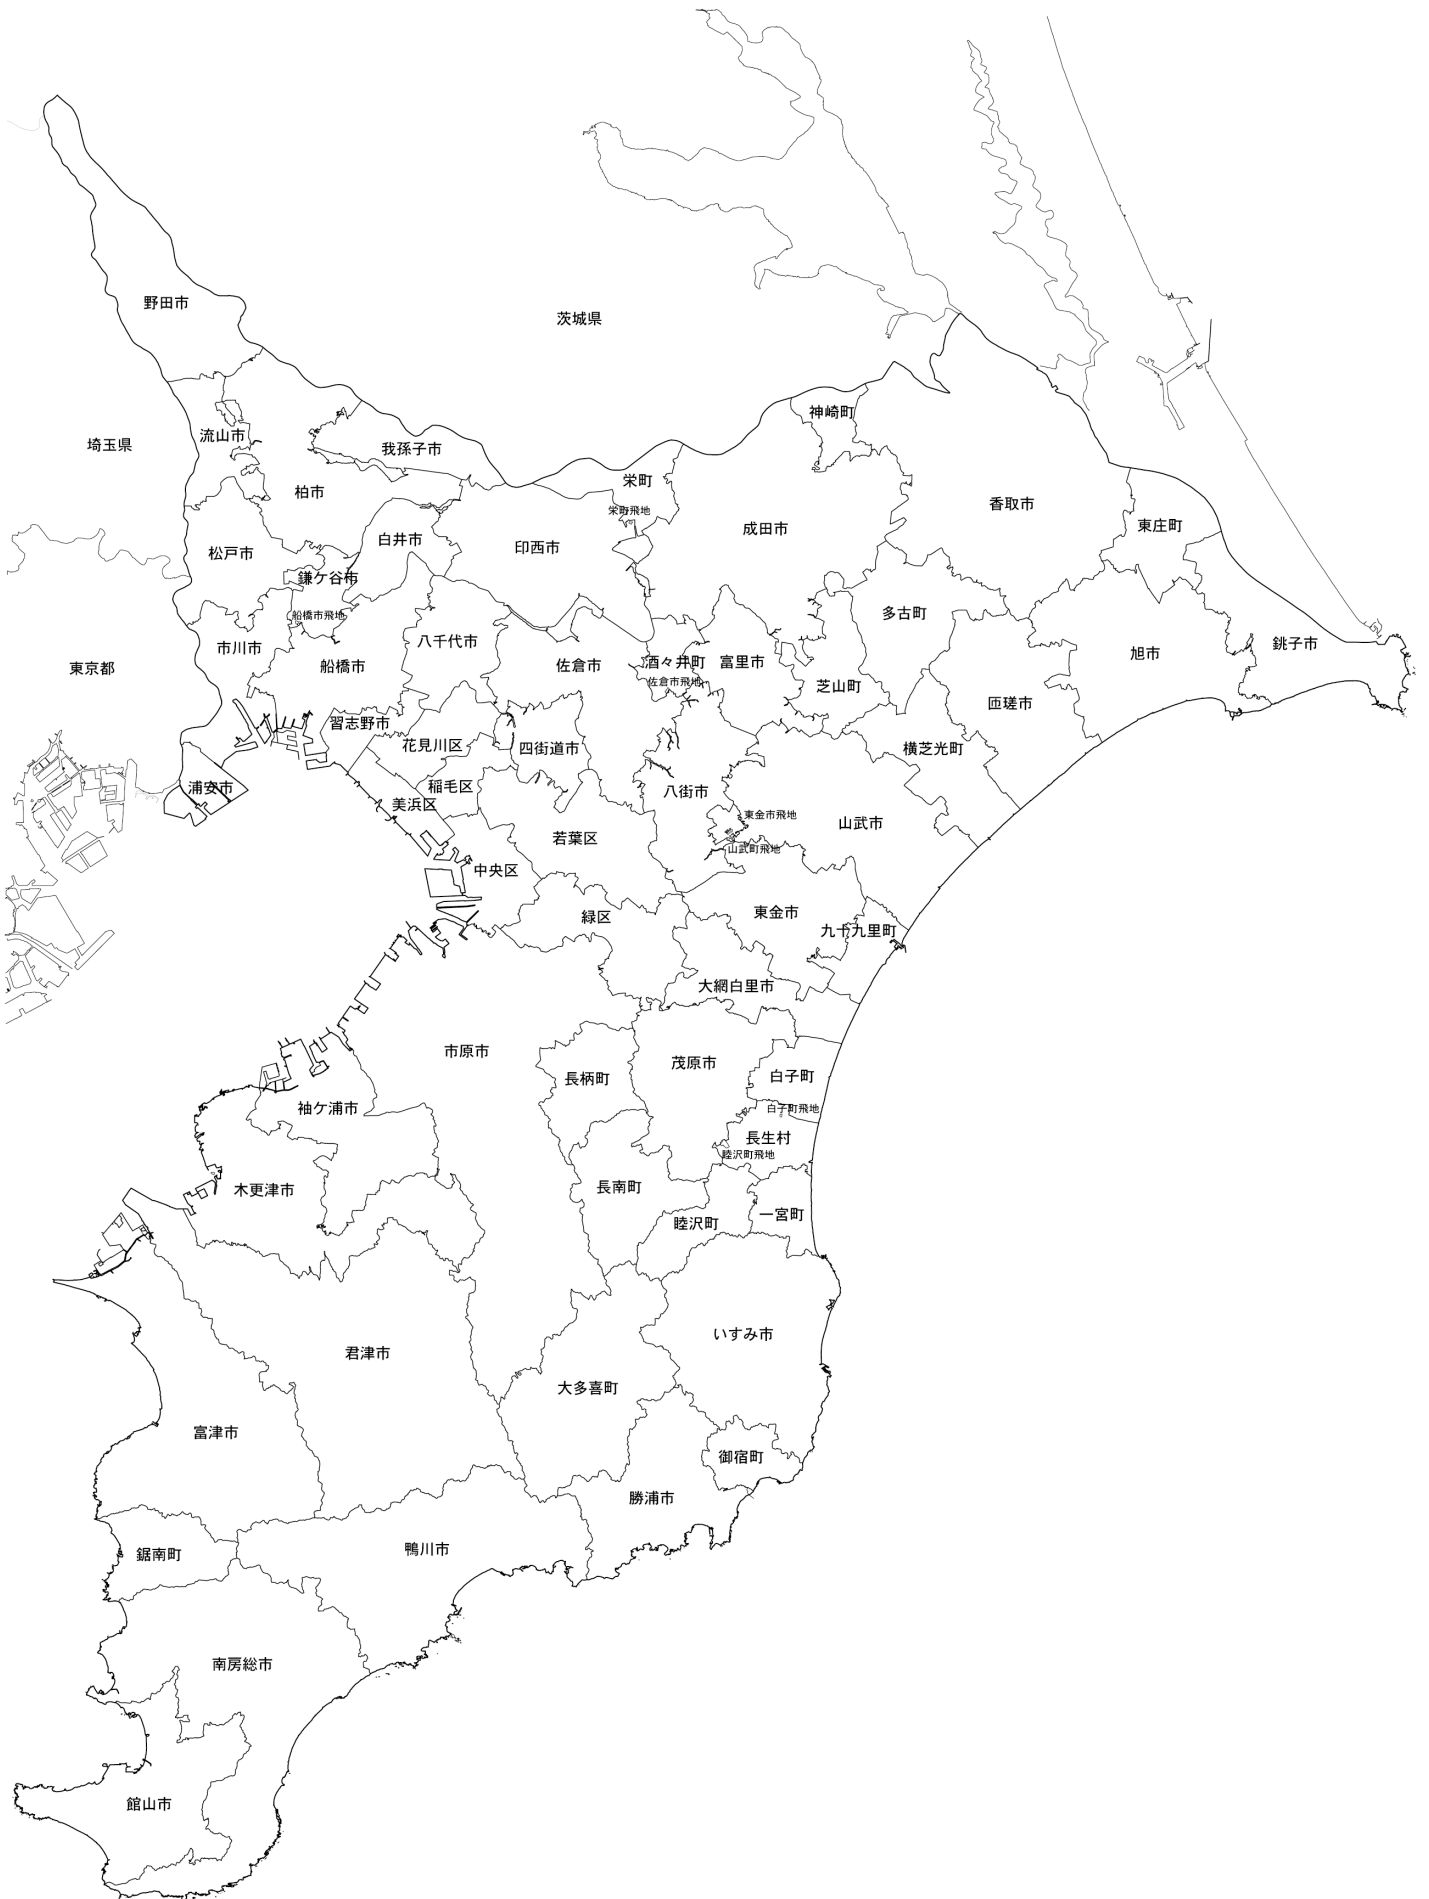 野田市
茨城県
神崎町
流山市
埼玉県
我孫子市
栄町
柏市
香取市
栄町飛地
成田市
東庄町
白井市
印西市
松戸市
鎌ケ谷市
多古町
船橋市飛地
八千代市
銚子市
市川市
旭市
酒々井町
富里市
佐倉市
船橋市
東京都
佐倉市飛地
芝山町
匝瑳市
習志野市
花見川区
四街道市
横芝光町
稲毛区
浦安市
八街市
美浜区
東金市飛地
山武市
若葉区
山武町飛地
中央区
東金市
緑区
九十九里町
大網白里市
市原市
茂原市
長柄町
白子町
袖ケ浦市
白子町飛地
長生村
睦沢町飛地
長南町
木更津市
一宮町
睦沢町
いすみ市
君津市
大多喜町
富津市
御宿町
勝浦市
鴨川市
鋸南町
南房総市
館山市